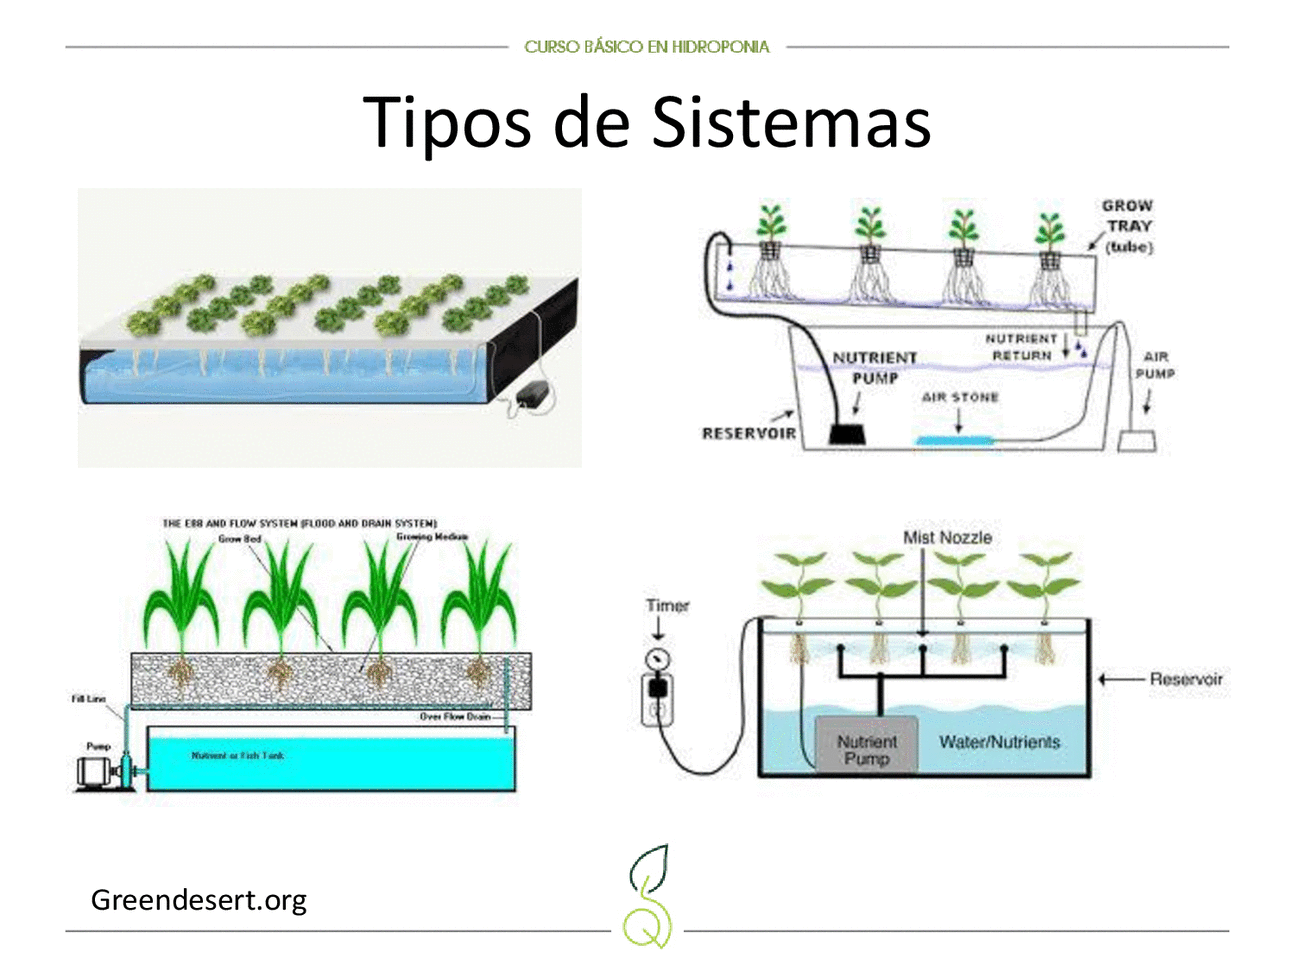 CURSO BÁSICO EN HIDROPONIA
Tipos de Sistemas
GROW
TRAY
(tube)
NUTRIENT
RETURN
NUTRIENT
PUMP
AIR
PUMP
AIR STONE
RESERVOIR
THE EBB AND FLOW SYSTEM (FLOOD AND DRAIN SYSTEM)
Grow Bed
Growing Medium
Fill Line
Over Flow Drain
Pump
Nutrient or Fish Tank
Mist Nozzle
Timer
Reservoir
Nutrient
Pump
Water/Nutrients
Greendesert.org